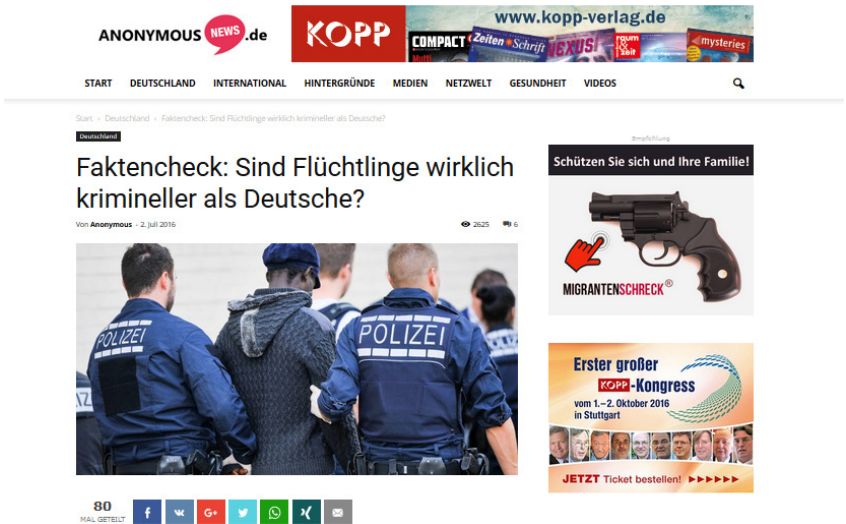 ANONYMOUS NEWS .de
KOPP
www.kopp-verlag.de
COMPACT
Zeiten Schrift
NEXUS
raum & zeit
mysteries
START DEUTSCHLAND INTERNATIONAL HINTERGRÜNDE MEDIEN NETZWELT GESUNDHEIT VIDEOS
Start › Deutschland › Faktencheck: Sind Flüchtlinge wirklich krimineller als Deutsche?
Deutschland
Faktencheck: Sind Flüchtlinge wirklich
krimineller als Deutsche?
Von Anonymous - 2. Juli 2016
2625 6
POLIZEI
POLIZEI
80
MAL GETEILT
f
G+
Empfehlung
Schützen Sie sich und Ihre Familie!
MIGRANTENSCHRECK®
Erster großer
KOPP-Kongress
vom 1.–2. Oktober 2016
in Stuttgart
JETZT Ticket bestellen!